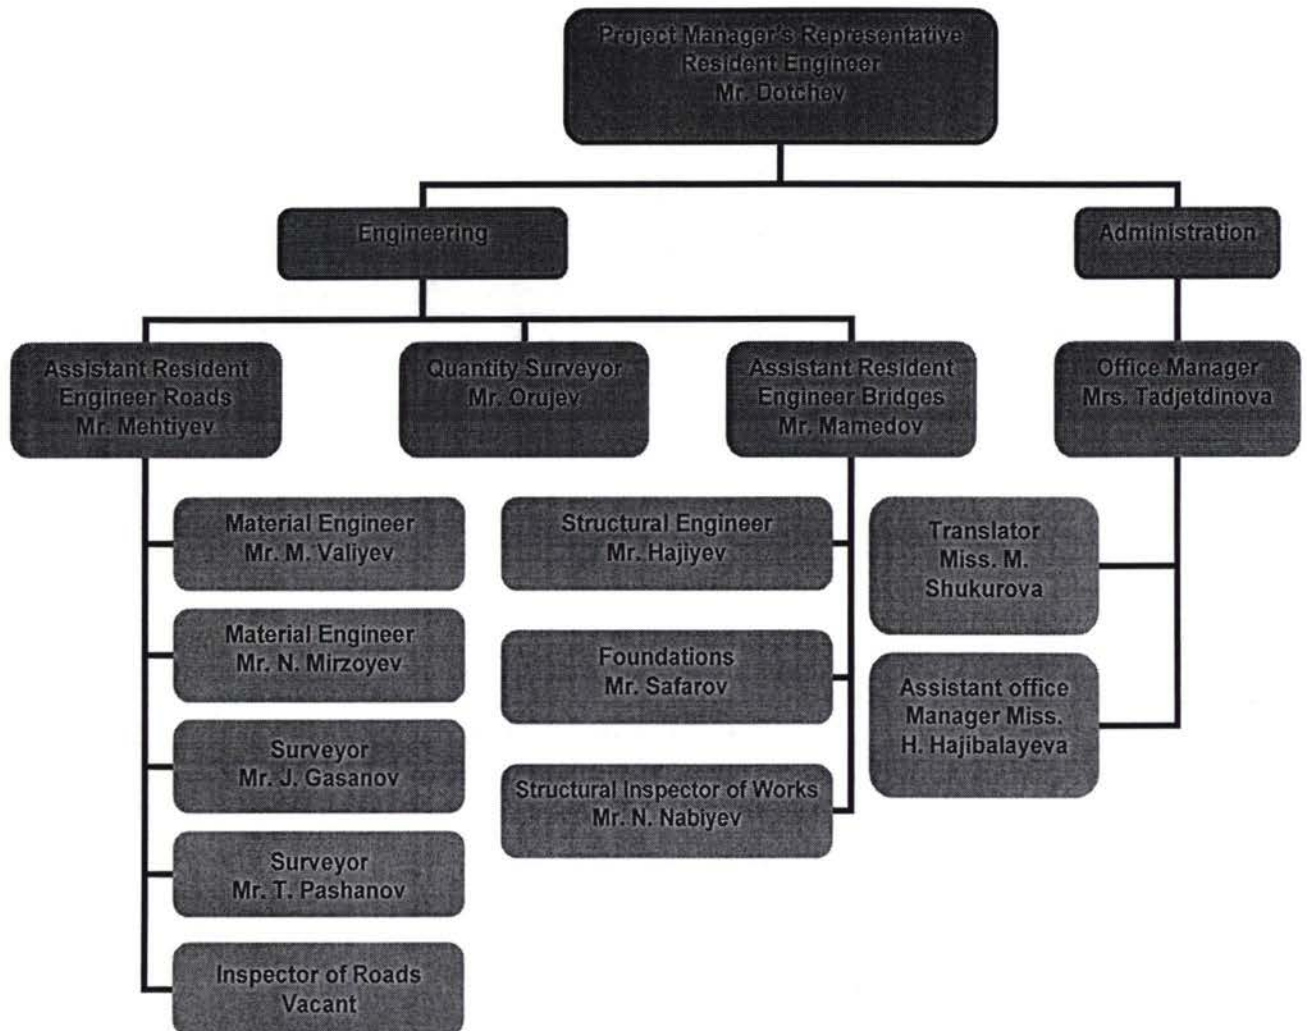 Project Manager's Representative
Resident Engineer
Mr. Dotchev
Engineering
Administration
Assistant Resident
Engineer Roads
Mr. Mehtiyev
Quantity Surveyor
Mr. Orujev
Assistant Resident
Engineer Bridges
Mr. Mamedov
Office Manager
Mrs. Tadjetdinova
Material Engineer
Mr. M. Valiyev
Material Engineer
Mr. N. Mirzoyev
Surveyor
Mr. J. Gasanov
Surveyor
Mr. T. Pashanov
Inspector of Roads
Vacant
Structural Engineer
Mr. Hajiyev
Foundations
Mr. Safarov
Structural Inspector of Works
Mr. N. Nabiyev
Translator
Miss. M.
Shukurova
Assistant office
Manager Miss.
H. Hajibalayeva